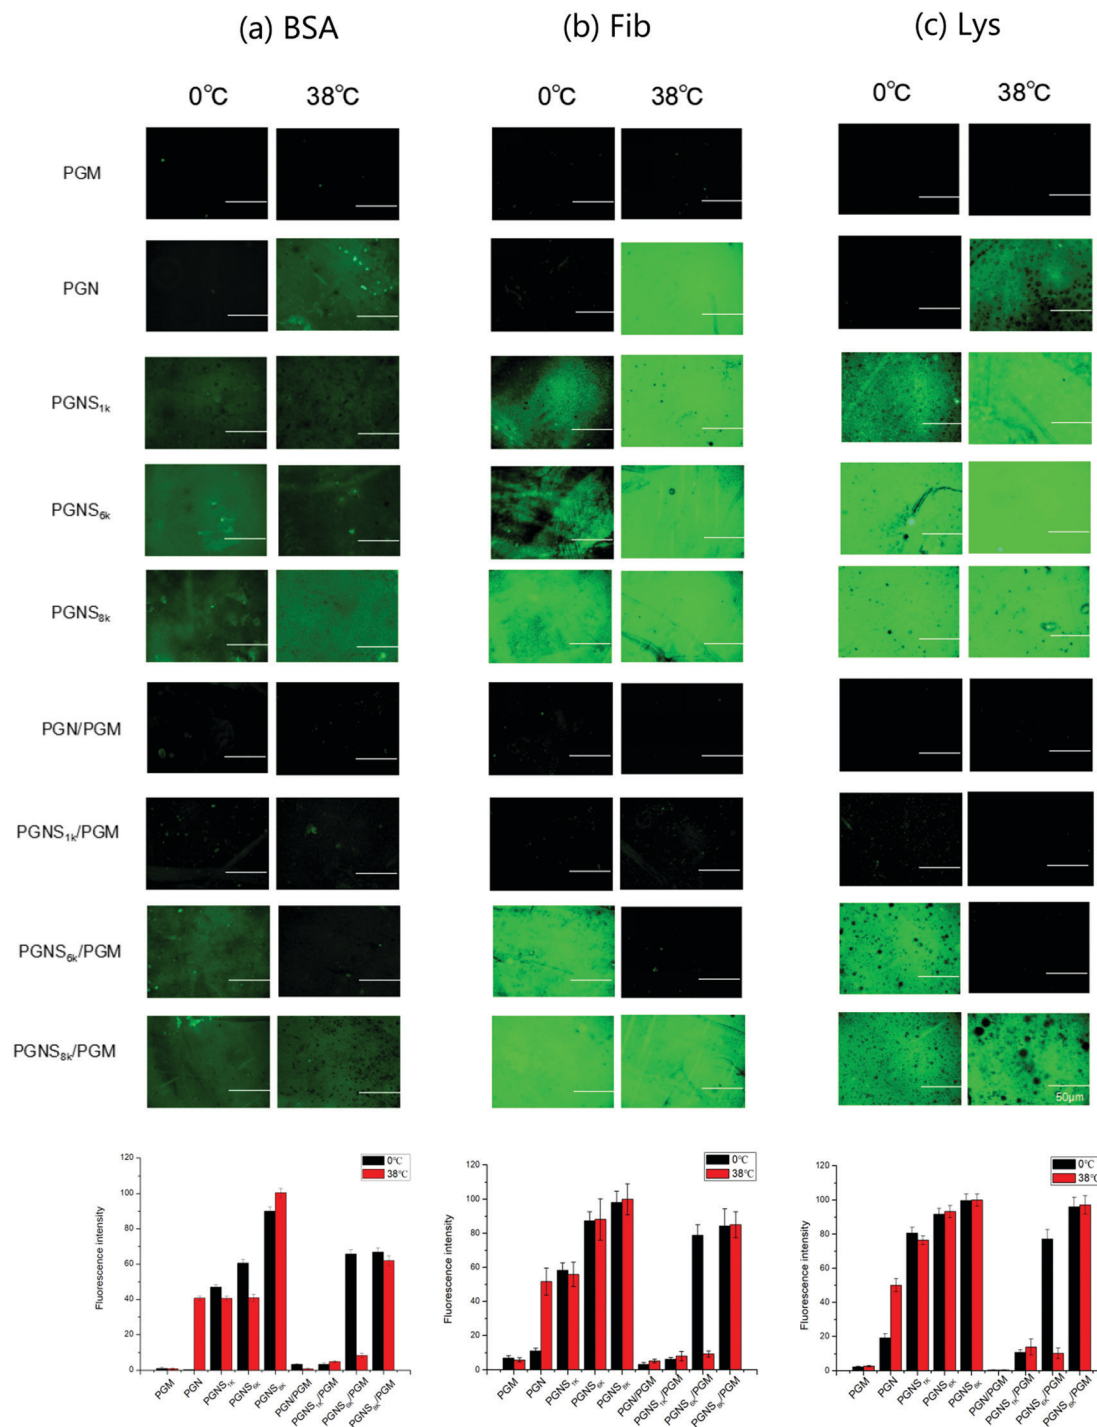 (a) BSA (b) Fib (c) Lys
0℃ 38℃ 0℃ 38℃ 0℃ 38℃
PGM
PGN
PGNS1k
PGNS6k
PGNS8k
PGN/PGM
PGNS1k/PGM
PGNS6k/PGM
PGNS8k/PGM
50μm
Fluorescence intensity
120
100
80
60
40
20
0
0℃
38℃
PGM PGN PGNS1K PGNS6K PGNS8K PGN/PGM PGNS1K/PGM PGNS6K/PGM PGNS8K/PGM
Fluorescence intensity
120
100
80
60
40
20
0
0℃
38℃
PGM PGN PGNS1K PGNS6K PGNS8K PGN/PGM PGNS1K/PGM PGNS6K/PGM PGNS8K/PGM
Fluorescence intensity
120
100
80
60
40
20
0
0℃
38℃
PGM PGN PGNS1K PGNS6K PGNS8K PGN/PGM PGNS1K/PGM PGNS6K/PGM PGNS8K/PGM